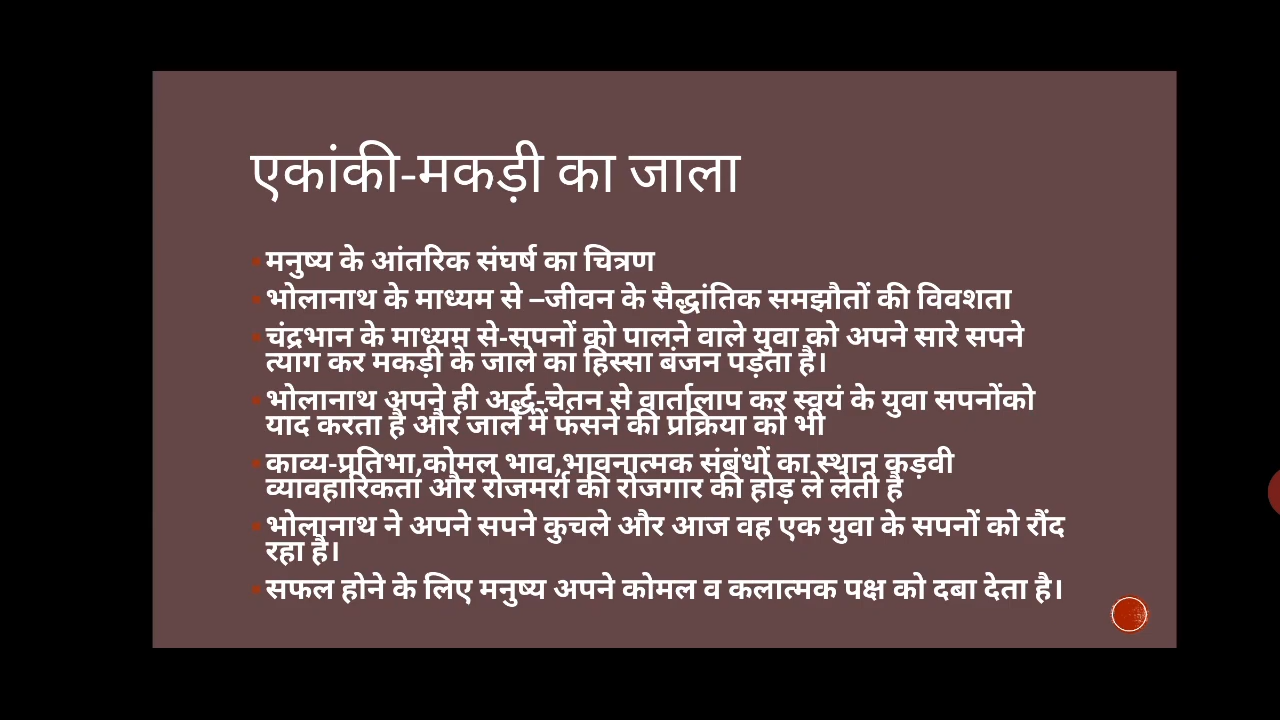 एकांकी-मकड़ी का जाला
मनुष्य के आंतरिक संघर्ष का चित्रण
भोलानाथ के माध्यम से –जीवन के सैद्धांतिक समझौतों की विवशता
चंद्रभान के माध्यम से-सपनों को पालने वाले युवा को अपने सारे सपने
त्याग कर मकड़ी के जाले का हिस्सा बंजन पड़ता है।
भोलानाथ अपने ही अर्द्ध-चेतन से वार्तालाप कर स्वयं के युवा सपनोंको
याद करता है और जाले में फंसने की प्रक्रिया को भी
काव्य-प्रतिभा,कोमल भाव,भावनात्मक संबंधों का स्थान कड़वी
व्यावहारिकता और रोजमर्रा की रोजगार की होड़ ले लेती है
भोलानाथ ने अपने सपने कुचले और आज वह एक युवा के सपनों को रौंद
रहा है।
सफल होने के लिए मनुष्य अपने कोमल व कलात्मक पक्ष को दबा देता है।